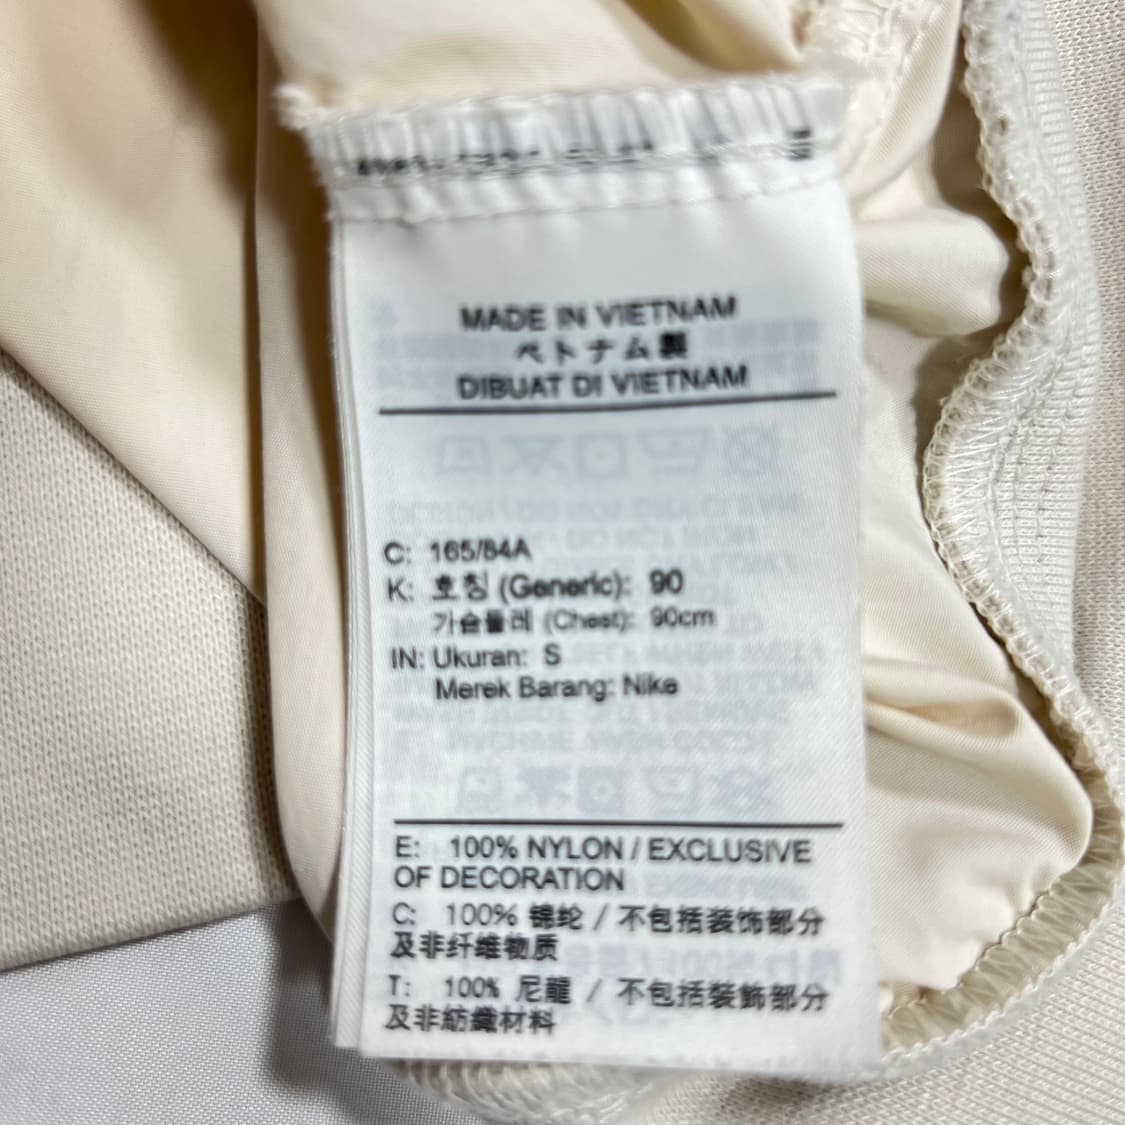 MADE IN VIETNAM
ベトナム製
DIBUAT DI VIETNAM
C: 165/84A
K: 호칭 (Generic): 90
가슴둘레 (Chest): 90cm
IN: Ukuran: S
Merek Barang: Nike
E: 100% NYLON / EXCLUSIVE
OF DECORATION
C: 100% 锦纶 / 不包括装饰部分
及非纤维物质
T: 100% 尼龍 / 不包括裝飾部分
及非紡織材料